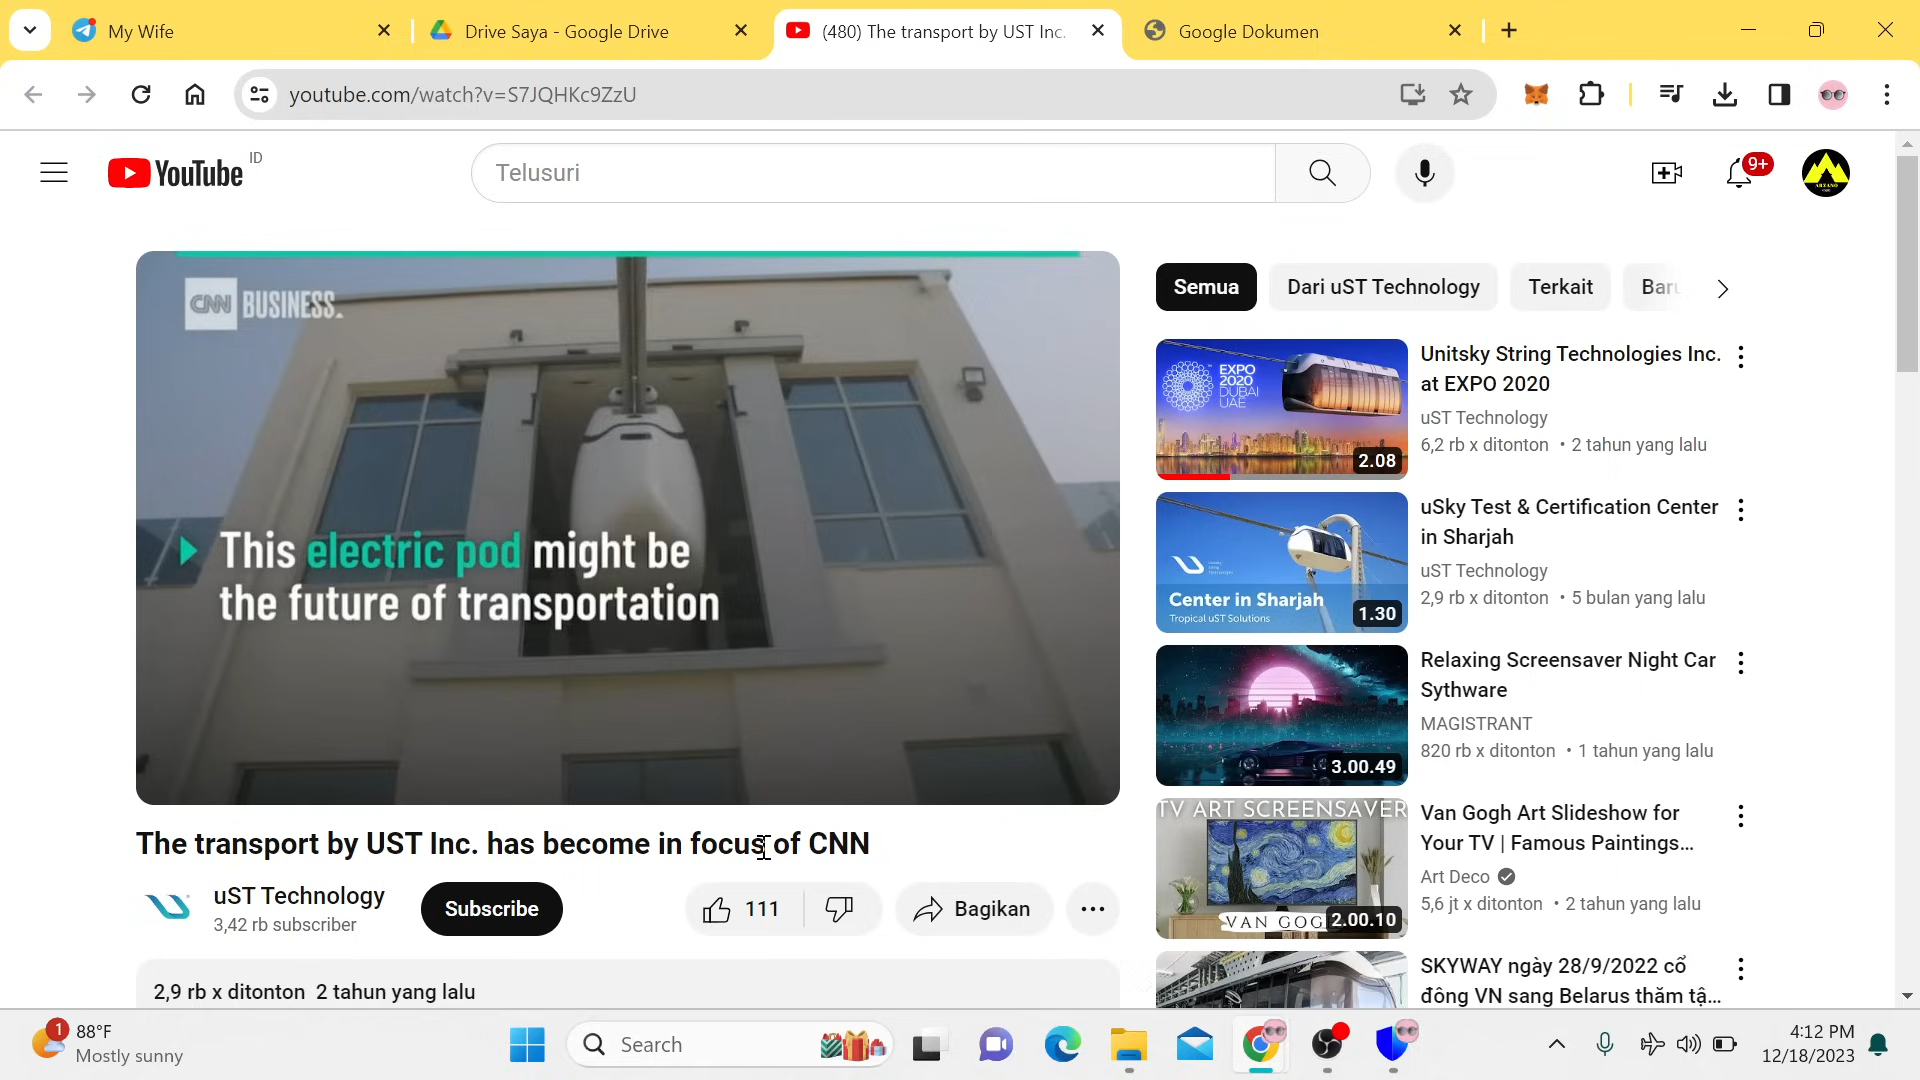 My Wife
Drive Saya - Google Drive
(480) The transport by UST Inc.
Google Dokumen
youtube.com/watch?v=S7JQHKc9ZzU
YouTube ID
Telusuri
9+
CNN BUSINESS.
This electric pod might be
the future of transportation
The transport by UST Inc. has become in focus of CNN
uST Technology
3,42 rb subscriber
Subscribe
111
Bagikan
2,9 rb x ditonton 2 tahun yang lalu
Semua
Dari uST Technology
Terkait
Baru
EXPO
2020
DUBAI
UAE
2.08
Unitsky String Technologies Inc.
at EXPO 2020
uST Technology
6,2 rb x ditonton • 2 tahun yang lalu
Center in Sharjah
Tropical uST Solutions
1.30
uSky Test & Certification Center
in Sharjah
uST Technology
2,9 rb x ditonton • 5 bulan yang lalu
3.00.49
Relaxing Screensaver Night Car
Sythware
MAGISTRANT
820 rb x ditonton • 1 tahun yang lalu
TV ART SCREENSAVER
VAN GOG
2.00.10
Van Gogh Art Slideshow for
Your TV | Famous Paintings...
Art Deco
5,6 jt x ditonton • 2 tahun yang lalu
SKYWAY ngày 28/9/2022 cổ
đông VN sang Belarus thăm tậ...
1
88°F
Mostly sunny
Search
4:12 PM
12/18/2023